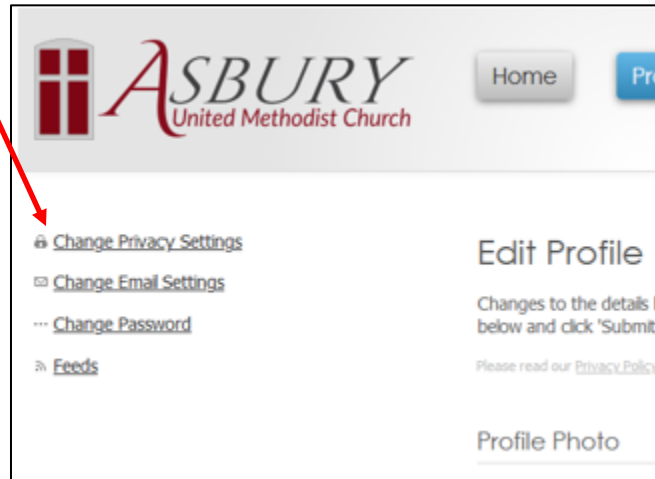 ASBURY
United Methodist Church
Home
Change Privacy Settings
Change Email Settings
Change Password
Feeds
Edit Profile
Changes to the details
below and click 'Submit
Please read our Privacy Policy
Profile Photo